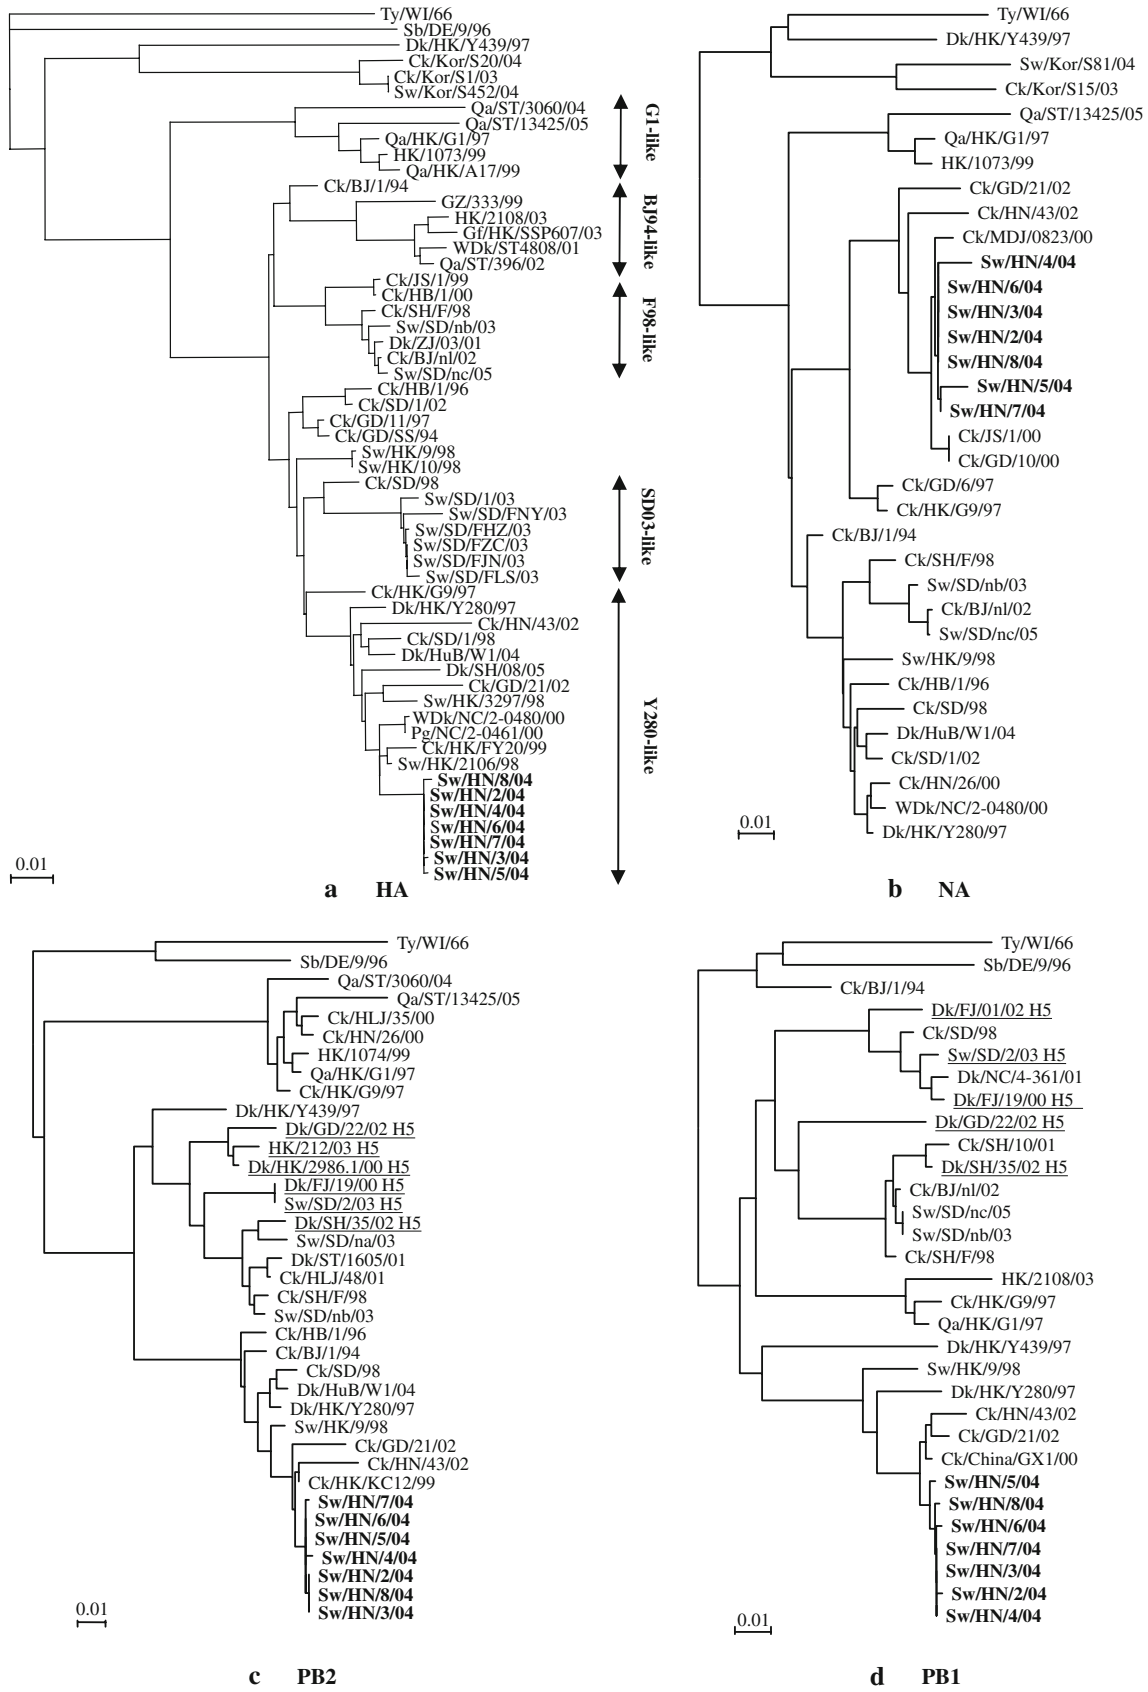 Ty/WI/66
Sb/DE/9/96
Dk/HK/Y439/97
Ck/Kor/S20/04
Ck/Kor/S1/03
Sw/Kor/S452/04
Qa/ST/3060/04
Qa/ST/13425/05
Qa/HK/G1/97
HK/1073/99
Qa/HK/A17/99
G1-like
Ck/BJ/1/94
GZ/333/99
HK/2108/03
Gf/HK/SSP607/03
WDk/ST4808/01
Qa/ST/396/02
BJ94-like
Ck/JS/1/99
Ck/HB/1/00
Ck/SH/F/98
Sw/SD/nb/03
Dk/ZJ/03/01
Ck/BJ/nl/02
Sw/SD/nc/05
F98-like
Ck/HB/1/96
Ck/SD/1/02
Ck/GD/11/97
Ck/GD/SS/94
Sw/HK/9/98
Sw/HK/10/98
Ck/SD/98
Sw/SD/1/03
Sw/SD/FNY/03
Sw/SD/FHZ/03
Sw/SD/FZC/03
Sw/SD/FJN/03
Sw/SD/FLS/03
SD03-like
Ck/HK/G9/97
Dk/HK/Y280/97
Ck/HN/43/02
Ck/SD/1/98
Dk/HuB/W1/04
Dk/SH/08/05
Ck/GD/21/02
Sw/HK/3297/98
WDk/NC/2-0480/00
Pg/NC/2-0461/00
Ck/HK/FY20/99
Sw/HK/2106/98
Sw/HN/8/04
Sw/HN/2/04
Sw/HN/4/04
Sw/HN/6/04
Sw/HN/7/04
Sw/HN/3/04
Sw/HN/5/04
Y280-like
0.01
a HA
Ty/WI/66
Dk/HK/Y439/97
Sw/Kor/S81/04
Ck/Kor/S15/03
Qa/ST/13425/05
Qa/HK/G1/97
HK/1073/99
Ck/GD/21/02
Ck/HN/43/02
Ck/MDJ/0823/00
Sw/HN/4/04
Sw/HN/6/04
Sw/HN/3/04
Sw/HN/2/04
Sw/HN/8/04
Sw/HN/5/04
Sw/HN/7/04
Ck/JS/1/00
Ck/GD/10/00
Ck/GD/6/97
Ck/HK/G9/97
Ck/BJ/1/94
Ck/SH/F/98
Sw/SD/nb/03
Ck/BJ/nl/02
Sw/SD/nc/05
Sw/HK/9/98
Ck/HB/1/96
Ck/SD/98
Dk/HuB/W1/04
Ck/SD/1/02
Ck/HN/26/00
WDk/NC/2-0480/00
Dk/HK/Y280/97
0.01
b NA
Ty/WI/66
Sb/DE/9/96
Qa/ST/3060/04
Qa/ST/13425/05
Ck/HLJ/35/00
Ck/HN/26/00
HK/1074/99
Qa/HK/G1/97
Ck/HK/G9/97
Dk/HK/Y439/97
Dk/GD/22/02 H5
HK/212/03 H5
Dk/HK/2986.1/00 H5
Dk/FJ/19/00 H5
Sw/SD/2/03 H5
Dk/SH/35/02 H5
Sw/SD/na/03
Dk/ST/1605/01
Ck/HLJ/48/01
Ck/SH/F/98
Sw/SD/nb/03
Ck/HB/1/96
Ck/BJ/1/94
Ck/SD/98
Dk/HuB/W1/04
Dk/HK/Y280/97
Sw/HK/9/98
Ck/GD/21/02
Ck/HN/43/02
Ck/HK/KC12/99
Sw/HN/7/04
Sw/HN/6/04
Sw/HN/5/04
Sw/HN/4/04
Sw/HN/2/04
Sw/HN/8/04
Sw/HN/3/04
0.01
c PB2
Ty/WI/66
Sb/DE/9/96
Ck/BJ/1/94
Dk/FJ/01/02 H5
Ck/SD/98
Sw/SD/2/03 H5
Dk/NC/4-361/01
Dk/FJ/19/00 H5
Dk/GD/22/02 H5
Ck/SH/10/01
Dk/SH/35/02 H5
Ck/BJ/nl/02
Sw/SD/nc/05
Sw/SD/nb/03
Ck/SH/F/98
HK/2108/03
Ck/HK/G9/97
Qa/HK/G1/97
Dk/HK/Y439/97
Sw/HK/9/98
Dk/HK/Y280/97
Ck/HN/43/02
Ck/GD/21/02
Ck/China/GX1/00
Sw/HN/5/04
Sw/HN/8/04
Sw/HN/6/04
Sw/HN/7/04
Sw/HN/3/04
Sw/HN/2/04
Sw/HN/4/04
0.01
d PB1